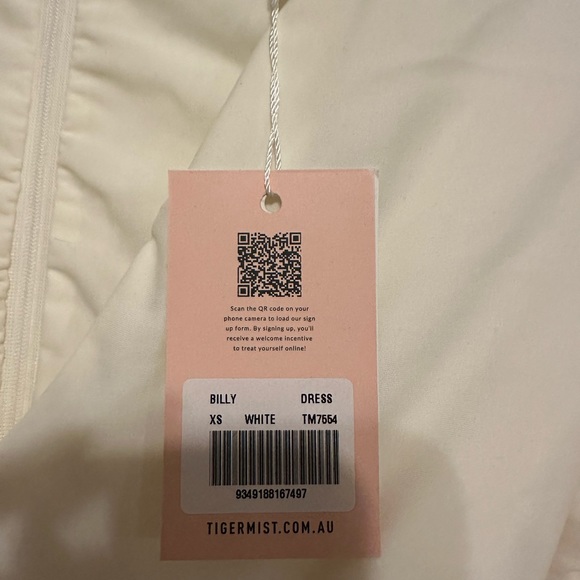 Scan the QR code on your
phone camera to load our sign
up form. By signing up, you'll
receive a welcome incentive
to treat yourself online!
BILLY DRESS
XS WHITE TM7554
9349188167497
TIGERMIST.COM.AU